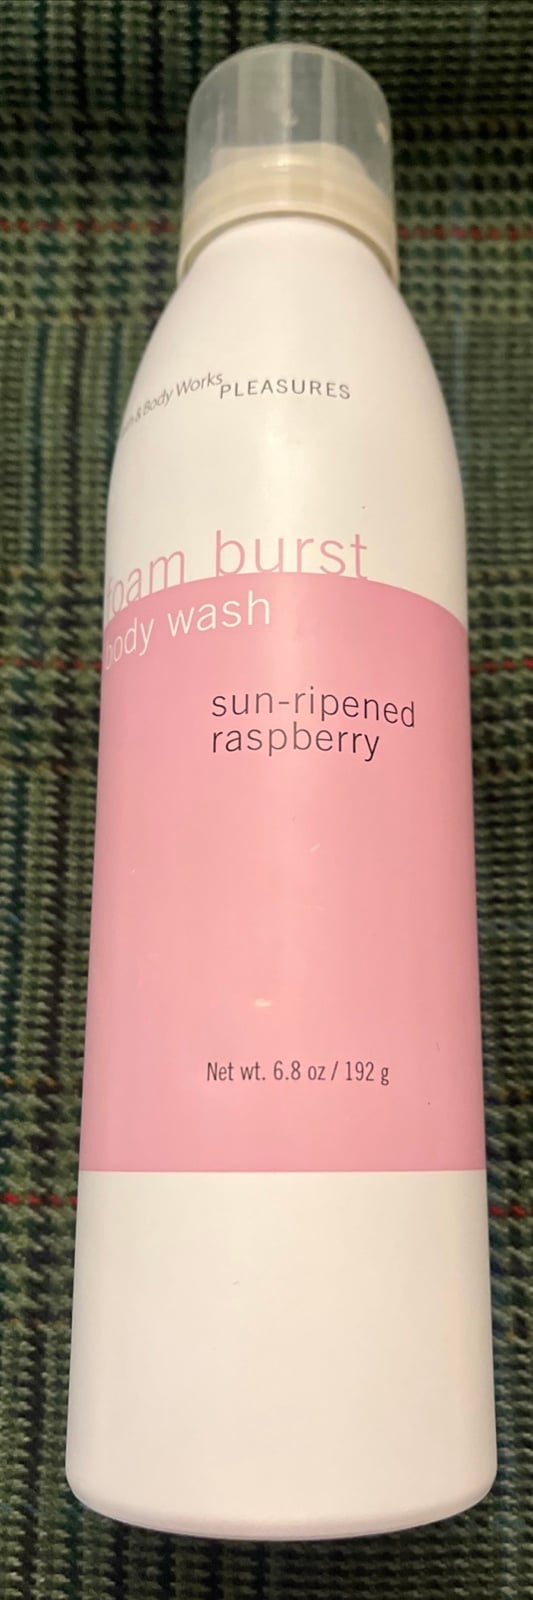 & Body Works PLEASURES
foam burst
body wash
sun-ripened
raspberry
Net wt. 6.8 oz / 192 g